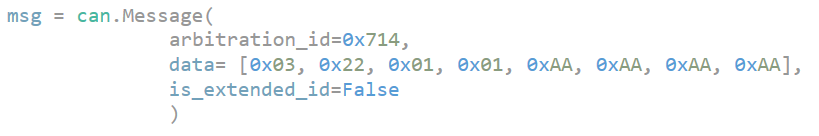 msg = can.Message(
arbitration_id=0x714,
data= [0x03, 0x22, 0x01, 0x01, 0xAA, 0xAA, 0xAA, 0xAA],
is_extended_id=False
)